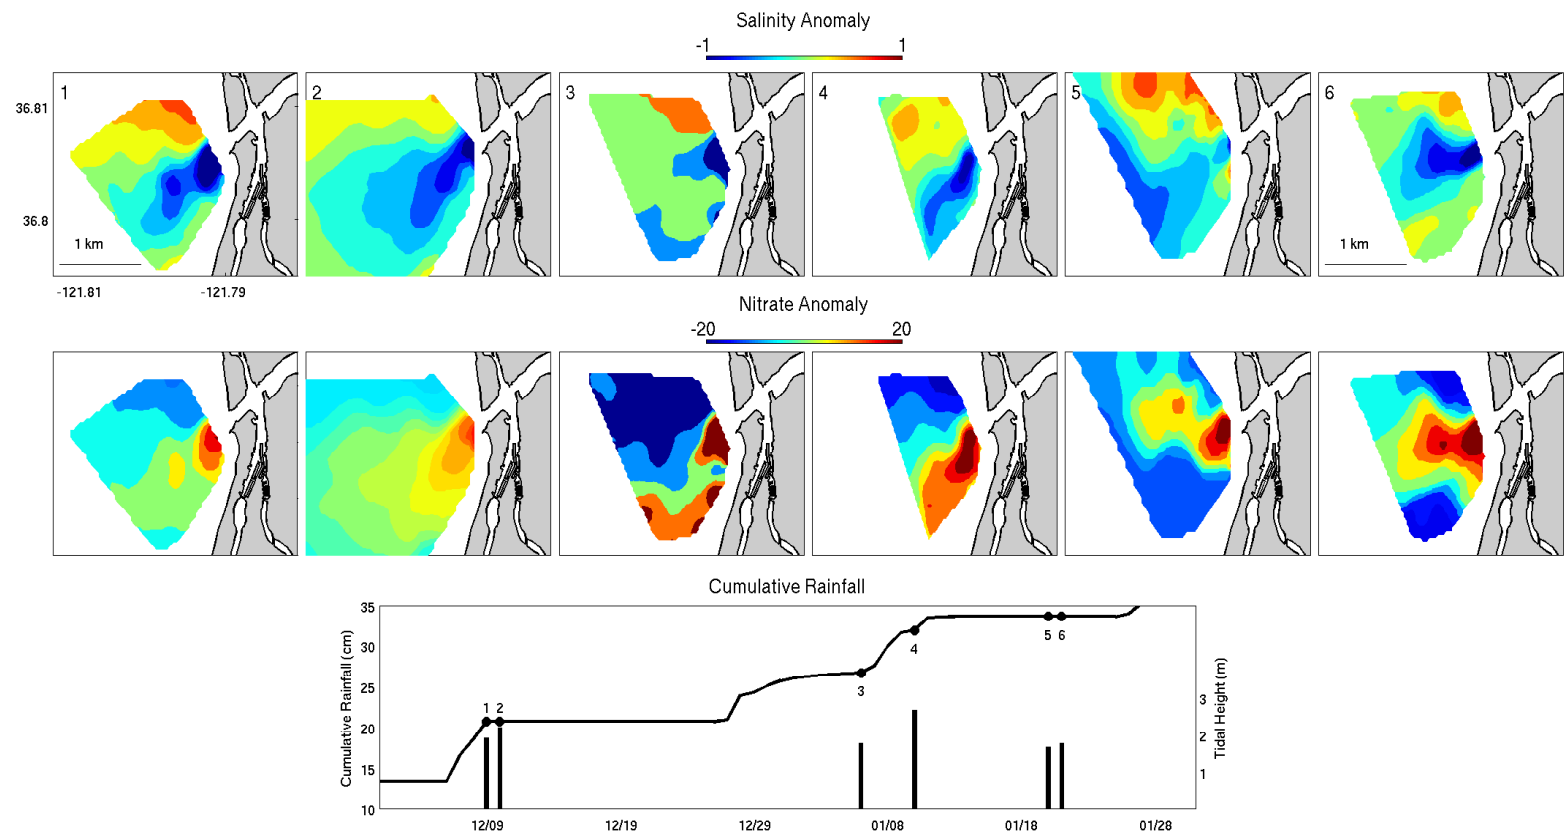 Salinity Anomaly
-1 1
1 2 3 4 5 6
36.81
36.8
1 km 1 km
-121.81 -121.79
Nitrate Anomaly
-20 20
Cumulative Rainfall
Cumulative Rainfall (cm)
35
30
25
20
15
10
1 2
3
4
5 6
3
2
1
Tidal Height (m)
12/09 12/19 12/29 01/08 01/18 01/28